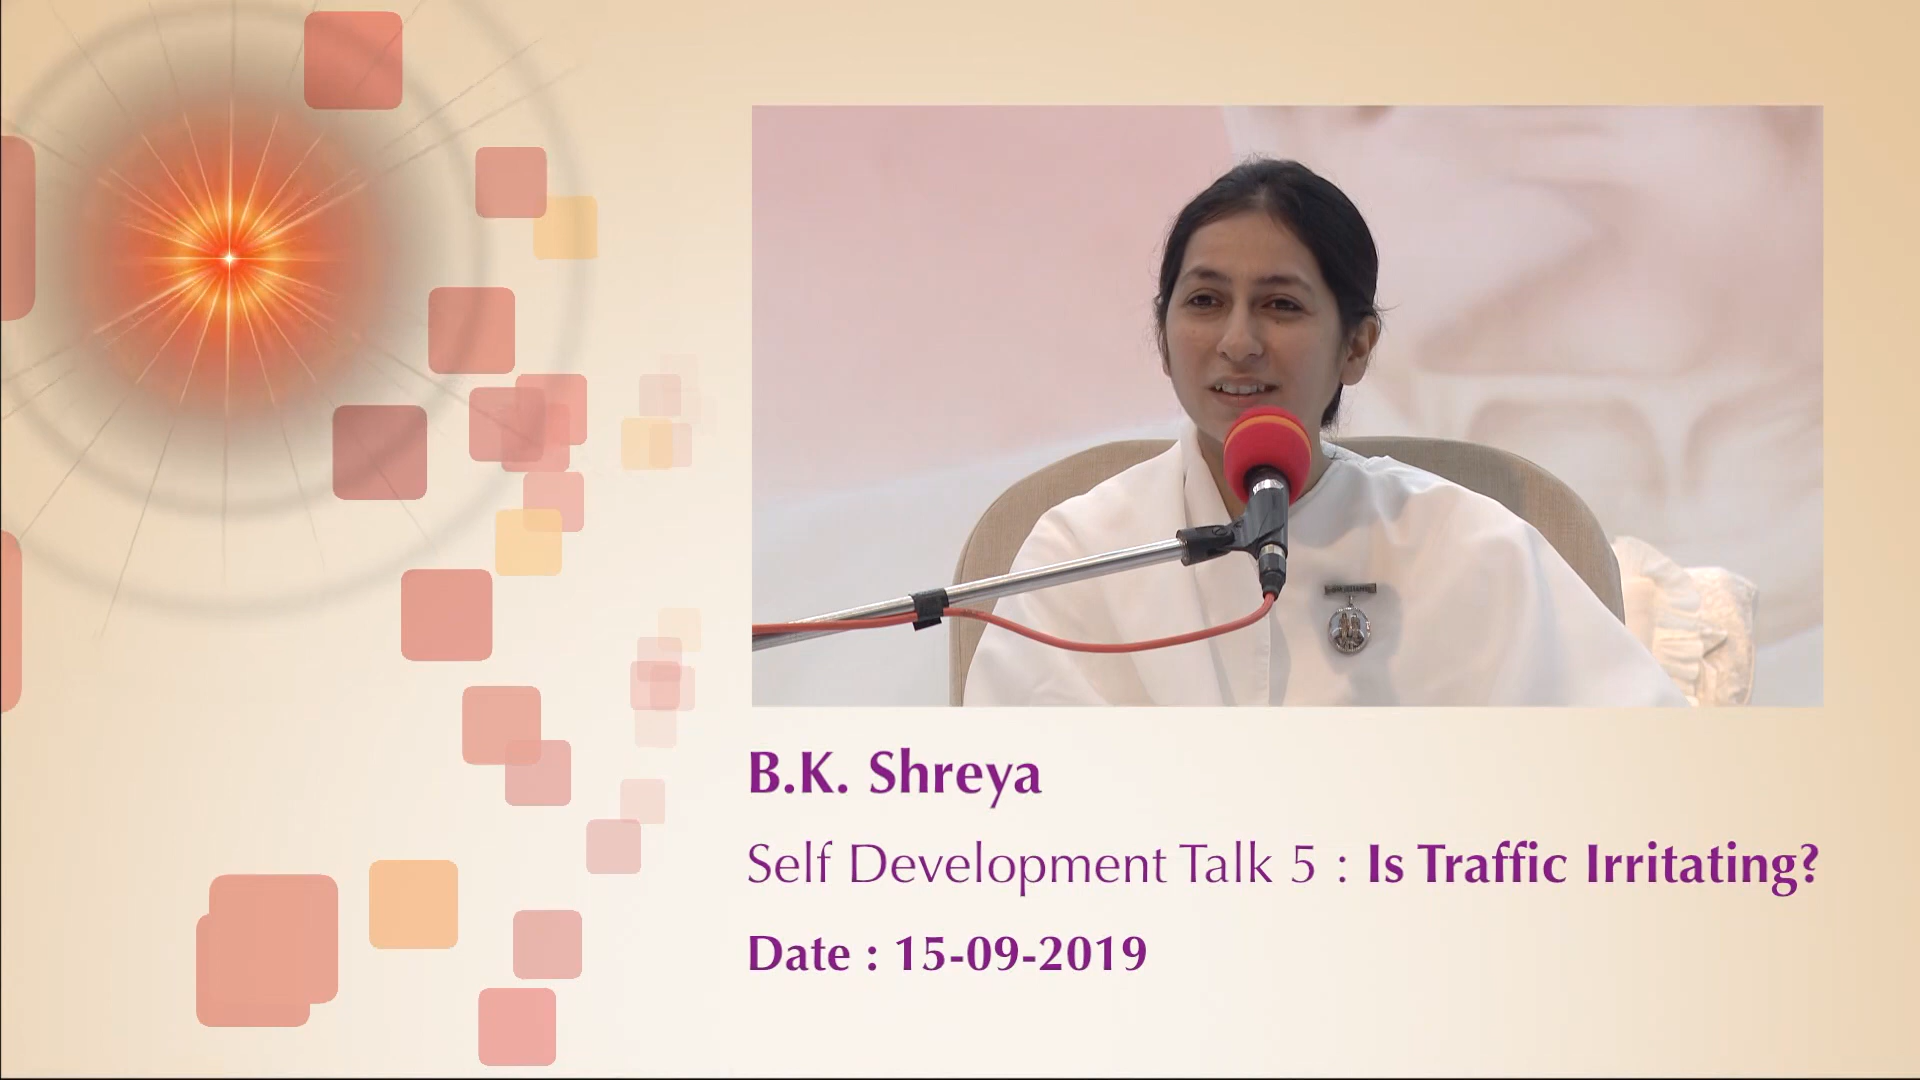 B.K. Shreya
Self Development Talk 5 : Is Traffic Irritating?
Date : 15-09-2019